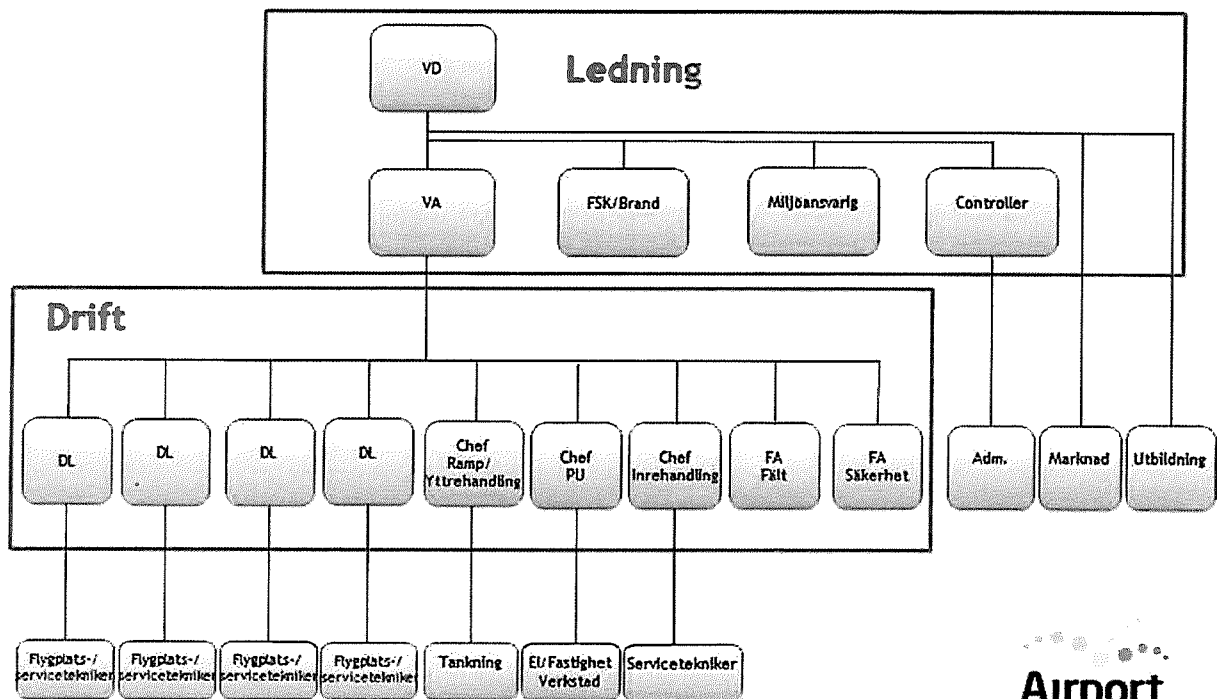 VD
Ledning
VA
FSK/Brand
Miljöansvarig
Controller
Drift
DL
DL
DL
DL
Chef
Ramp/
Yttrehandling
Chef
PU
Chef
Inrehandling
FA
Fält
FA
Säkerhet
Adm.
Marknad
Utbildning
Flygplats-/
servicetekniker
Flygplats-/
servicetekniker
Flygplats-/
servicetekniker
Flygplats-/
servicetekniker
Tankning
El/Fastighet
Verkstad
Servicetekniker
Airport